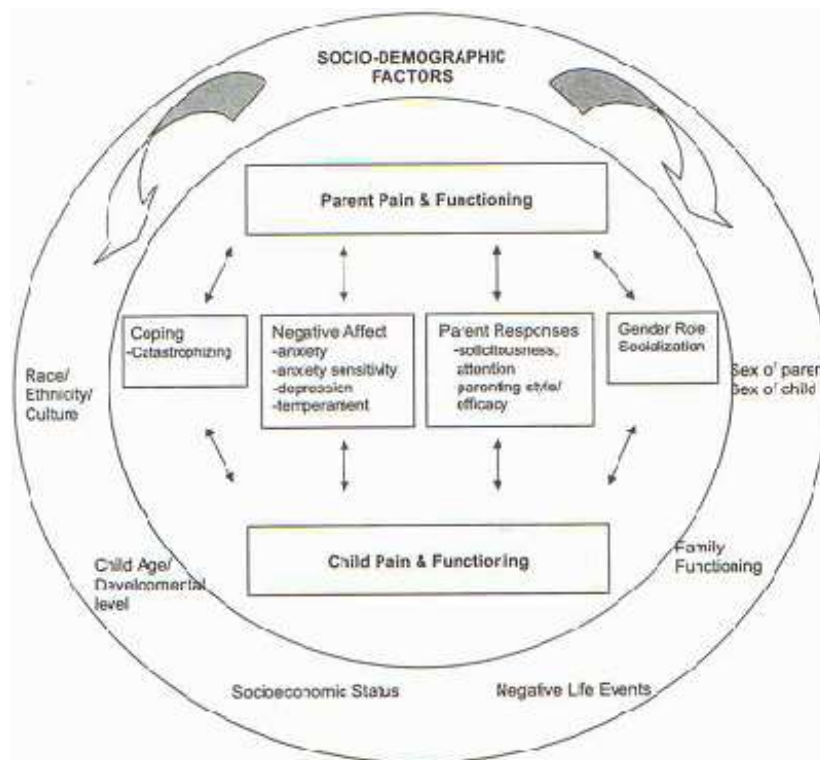 SOCIO-DEMOGRAPHIC
FACTORS
Parent Pain & Functioning
Coping
-Catastrophizing
Negative Affect
-anxiety
-anxiety sensitivity
-depression
-temperament
Parent Responses
-solicitousness,
attention
parenting style/
efficacy
Gender Role
Socialization
Race/
Ethnicity/
Culture
Sex of parent
Sex of child
Child Pain & Functioning
Child Age/
Developmental
level
Family
Functioning
Socioeconomic Status
Negative Life Events